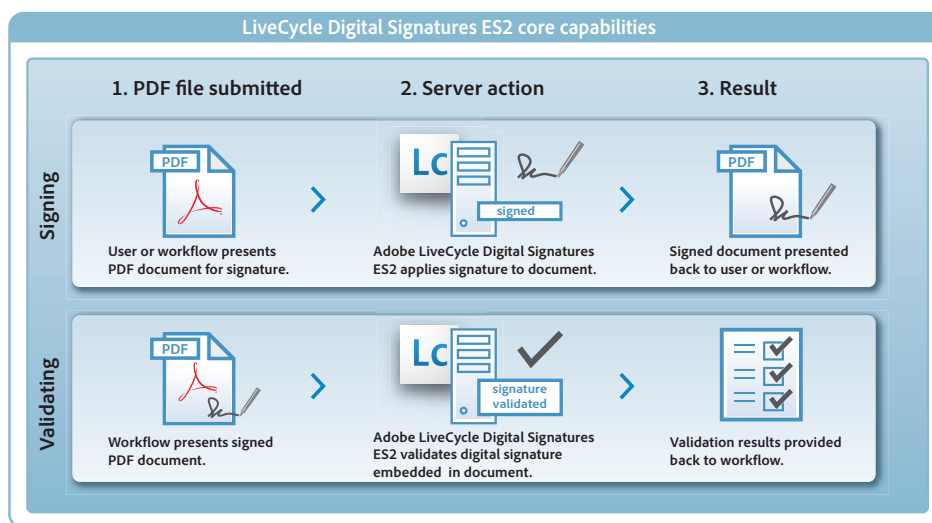 LiveCycle Digital Signatures ES2 core capabilities
1. PDF file submitted
2. Server action
3. Result
Signing
PDF
User or workflow presents
PDF document for signature.
Lc
signed
Adobe LiveCycle Digital Signatures
ES2 applies signature to document.
PDF
Signed document presented
back to user or workflow.
Validating
PDF
Workflow presents signed
PDF document.
Lc
signature
validated
Adobe LiveCycle Digital Signatures
ES2 validates digital signature
embedded in document.
Validation results provided
back to workflow.